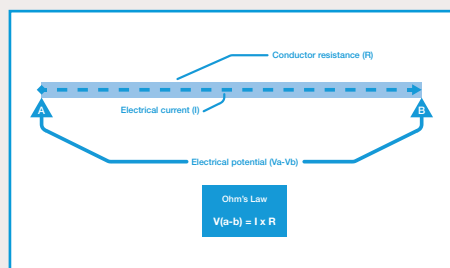 Conductor resistance (R)
A
B
Electrical current (I)
Electrical potential (Va-Vb)
Ohm's Law
V(a-b) = I x R